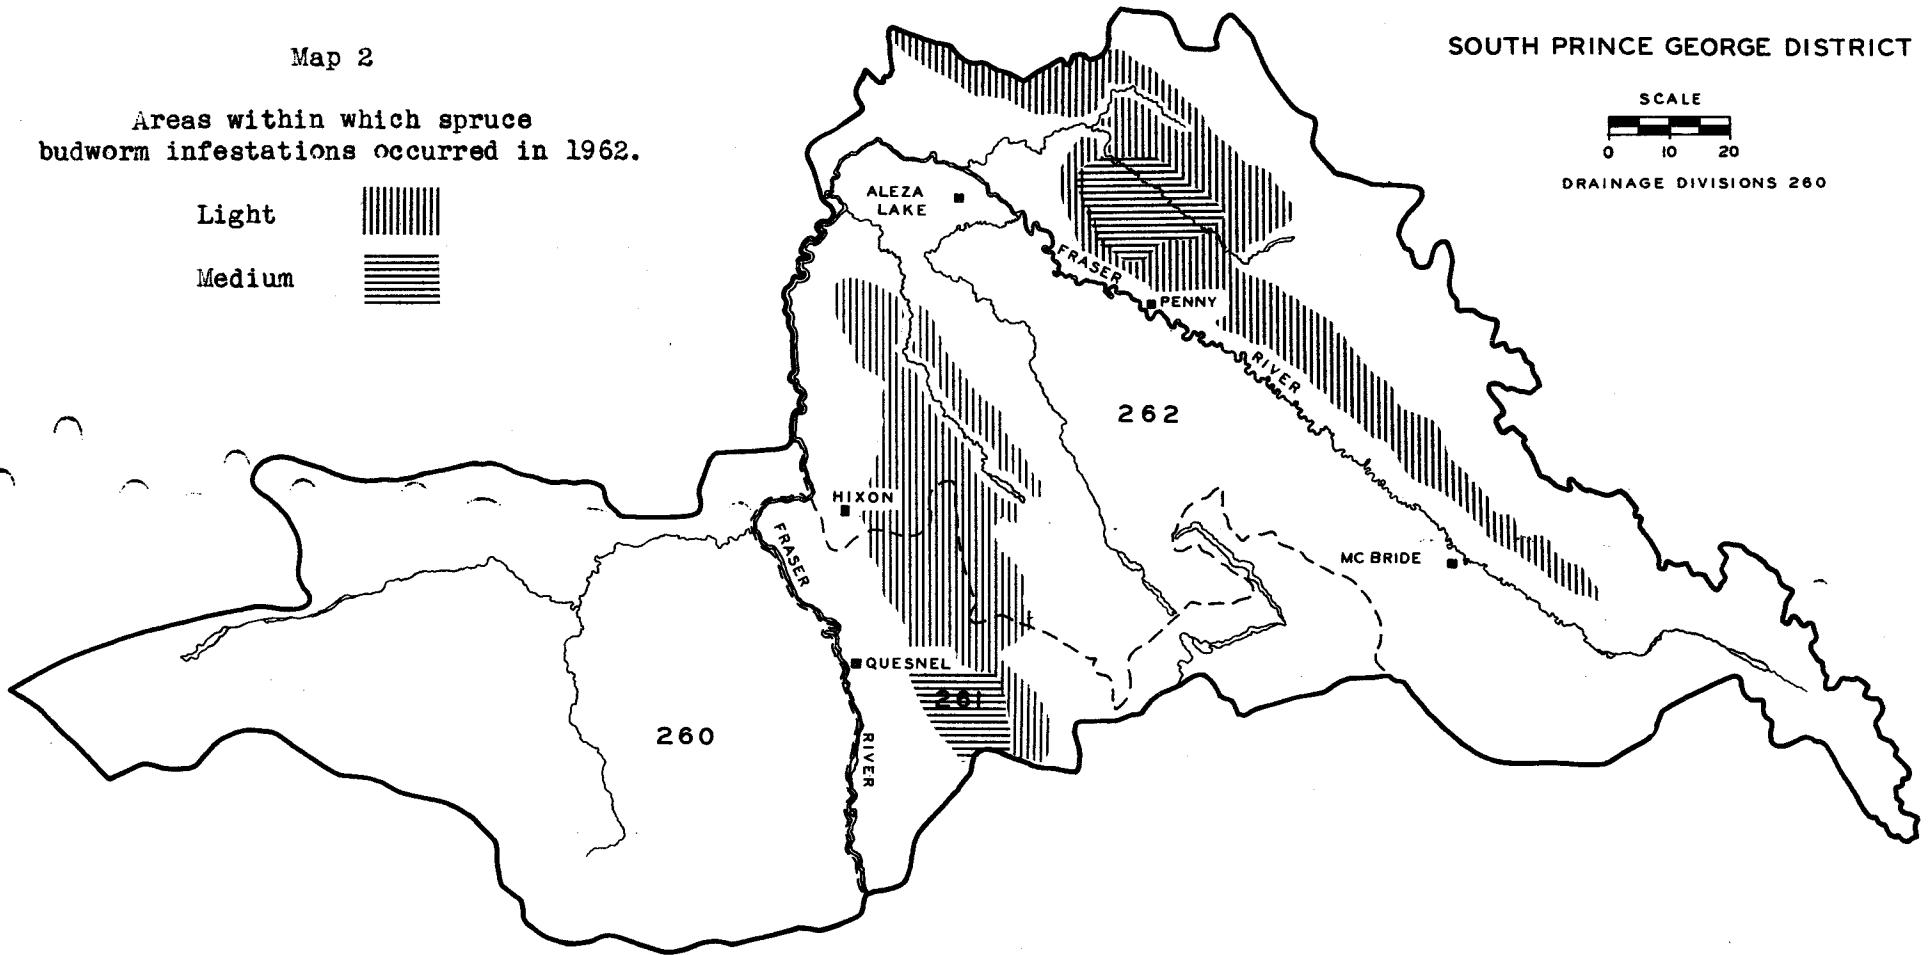 Map 2
Areas within which spruce
budworm infestations occurred in 1962.
Light
Medium
SOUTH PRINCE GEORGE DISTRICT
SCALE
0 10 20
DRAINAGE DIVISIONS 260
ALEZA
LAKE
FRASER
PENNY
RIVER
262
HIXON
FRASER
MC BRIDE
QUESNEL
261
260
RIVER